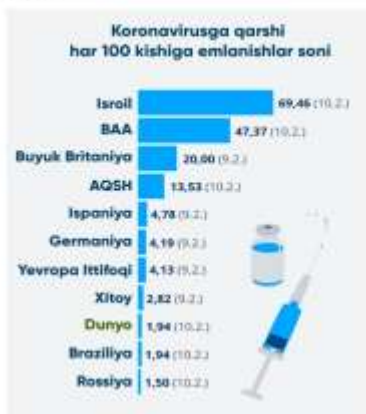 Koronavirusga qarshi
har 100 kishiga emlanishlar soni
Isroil 69,46 (10.2.)
BAA 47,37 (10.2.)
Buyuk Britaniya 20,00 (9.2.)
AQSH 13,53 (10.2.)
Ispaniya 4,78 (9.2.)
Germaniya 4,19 (9.2.)
Yevropa Ittifoqi 4,13 (9.2.)
Xitoy 2,82 (9.2.)
Dunyo 1,94 (10.2.)
Braziliya 1,94 (10.2.)
Rossiya 1,50 (10.2.)